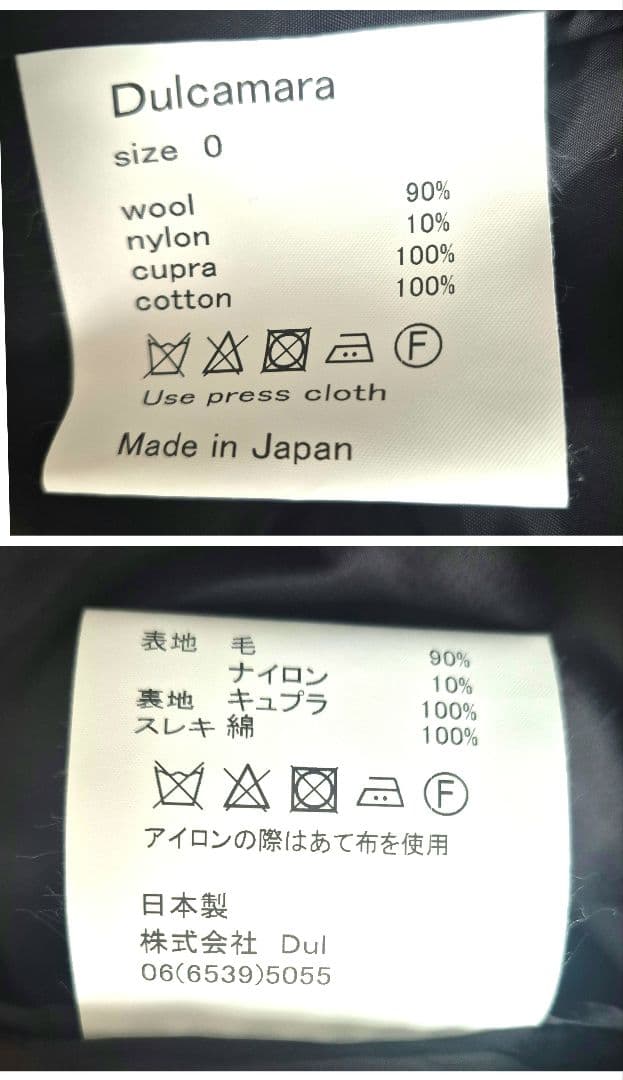 Dulcamara
size 0
wool 90%
nylon 10%
cupra 100%
cotton 100%
F
Use press cloth
Made in Japan
表地 毛 90%
ナイロン 10%
裏地 キュプラ 100%
スレキ 綿 100%
F
アイロンの際はあて布を使用
日本製
株式会社 Dul
06(6539)5055